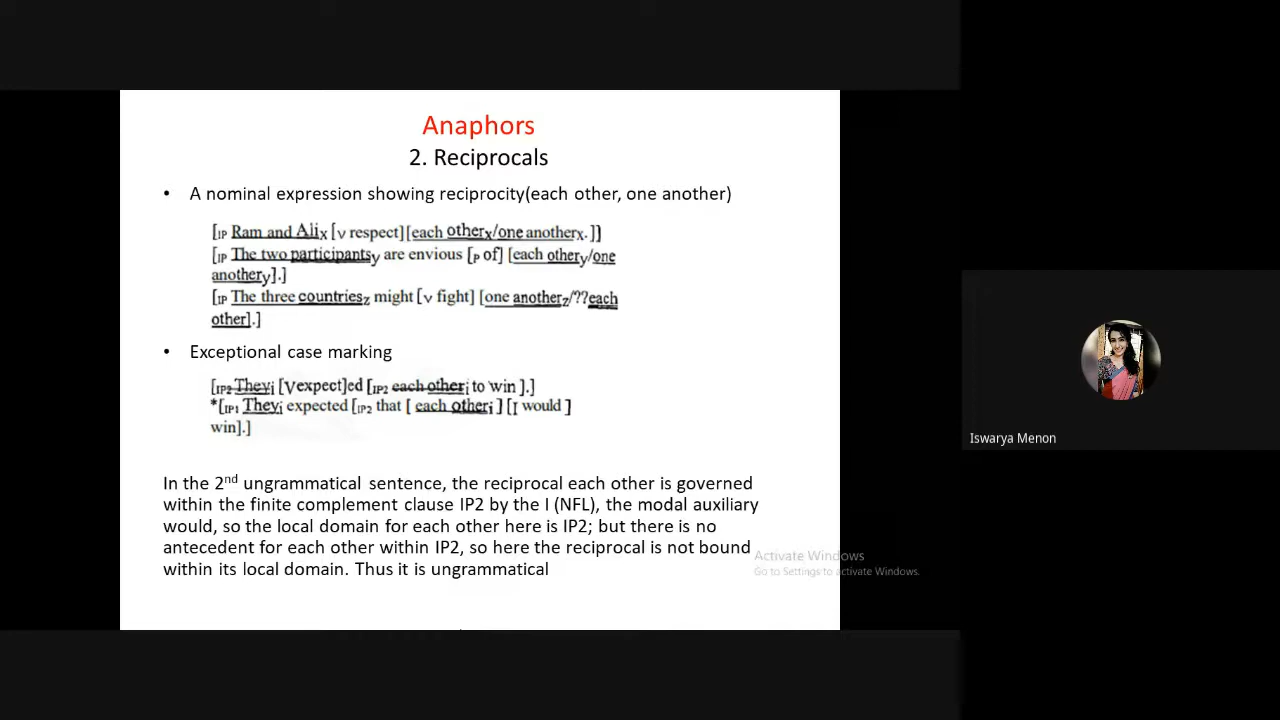 Anaphors
2. Reciprocals
• A nominal expression showing reciprocity(each other, one another)
[IP Ram and Alix [v respect][each otherx/one anotherx.]]
[IP The two participantsy are envious [P of] [each othery/one
anothery].]
[IP The three countriesz might [v fight] [one anotherz/??each
other].]
• Exceptional case marking
[IP2 Theyi [Vexpect]ed [IP2 each otheri to win ].]
*[IP1 Theyi expected [IP2 that [ each otheri ] [I would ]
win].]
In the 2nd ungrammatical sentence, the reciprocal each other is governed
within the finite complement clause IP2 by the I (NFL), the modal auxiliary
would, so the local domain for each other here is IP2; but there is no
antecedent for each other within IP2, so here the reciprocal is not bound
within its local domain. Thus it is ungrammatical
Activate Windows
Go to Settings to activate Windows.
Iswarya Menon